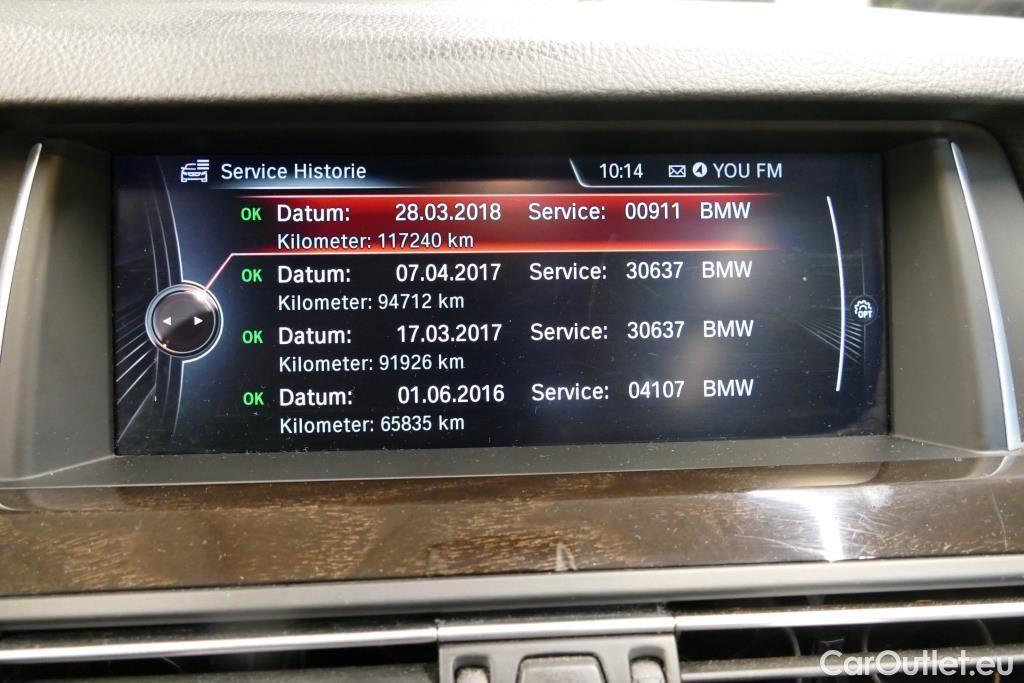 Service Historie 10:14 YOU FM
OK Datum: 28.03.2018 Service: 00911 BMW
Kilometer: 117240 km
OK Datum: 07.04.2017 Service: 30637 BMW
Kilometer: 94712 km
OPT
OK Datum: 17.03.2017 Service: 30637 BMW
Kilometer: 91926 km
OK Datum: 01.06.2016 Service: 04107 BMW
Kilometer: 65835 km
CarOutlet.eu